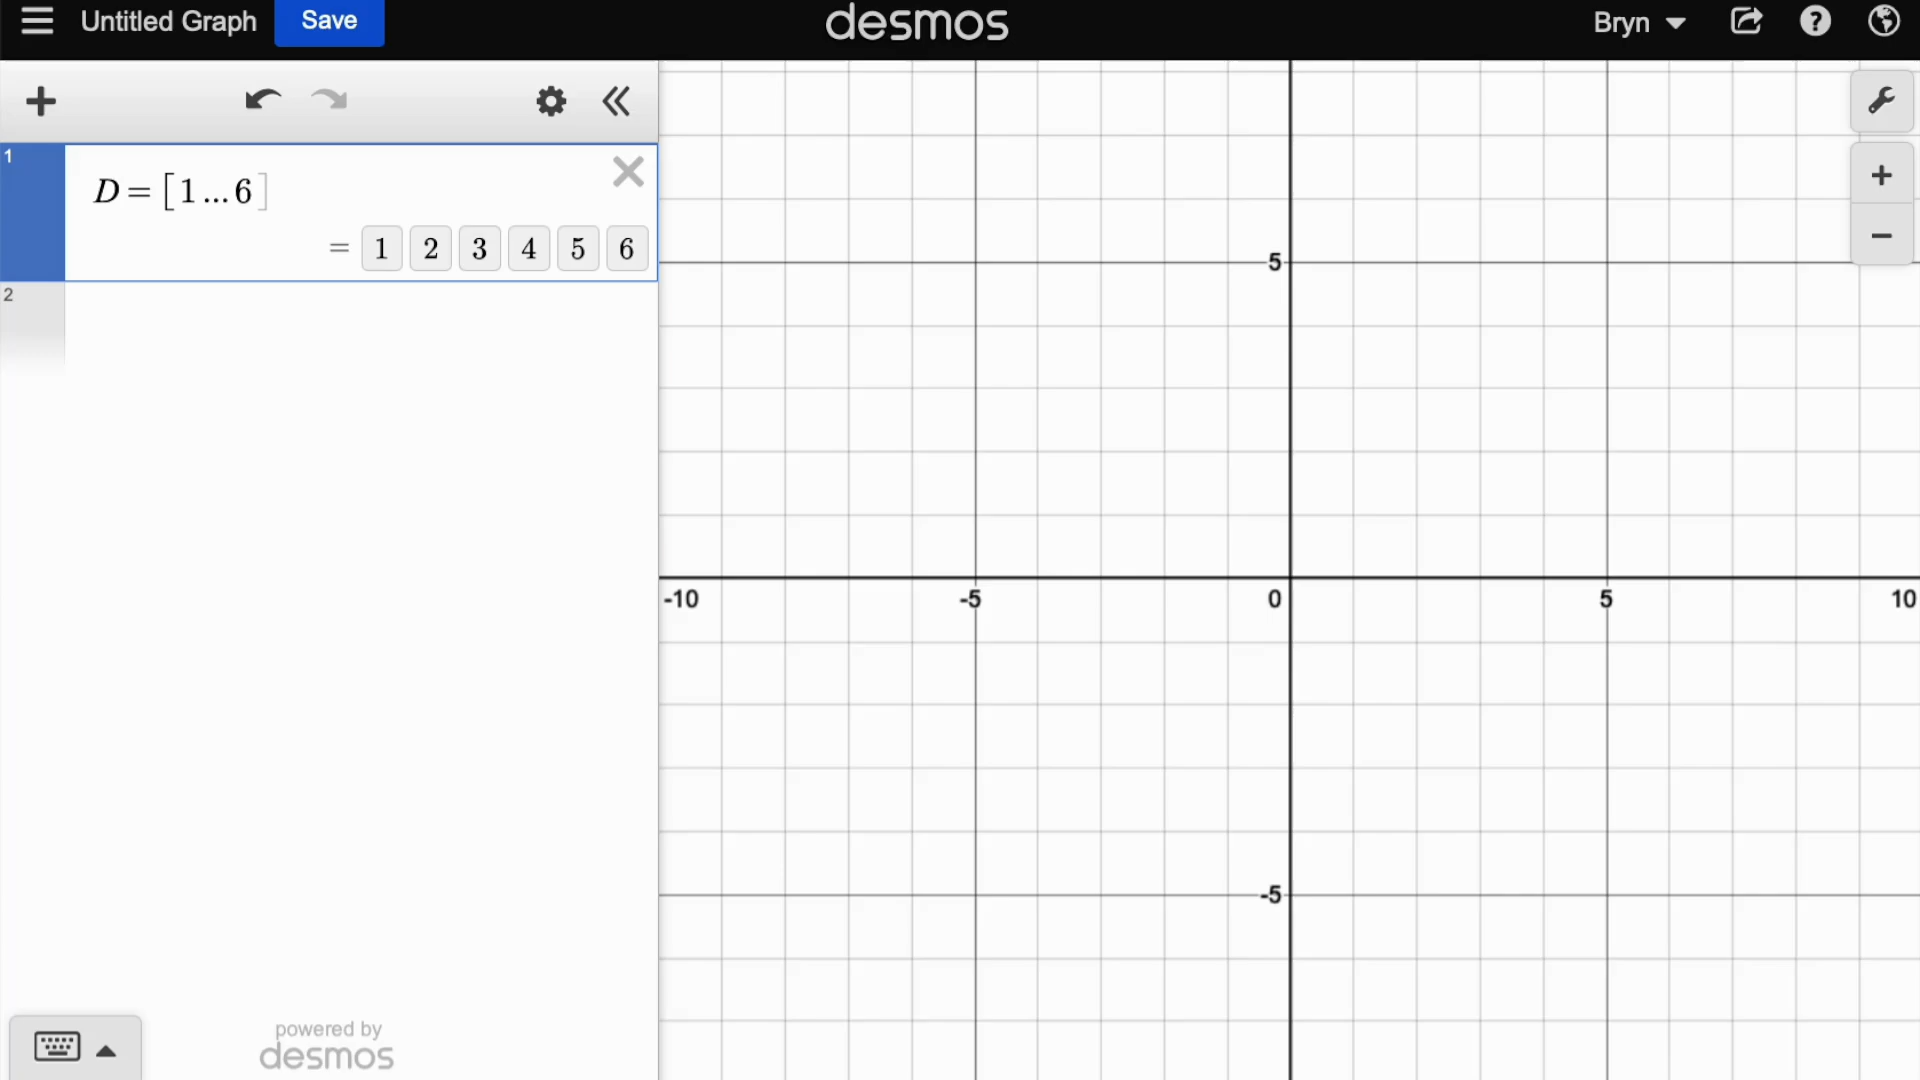 Untitled Graph
Save
desmos
Bryn
1
D = [1...6]
= 1 2 3 4 5 6
2
5
-10
-5
0
5
10
-5
powered by
desmos